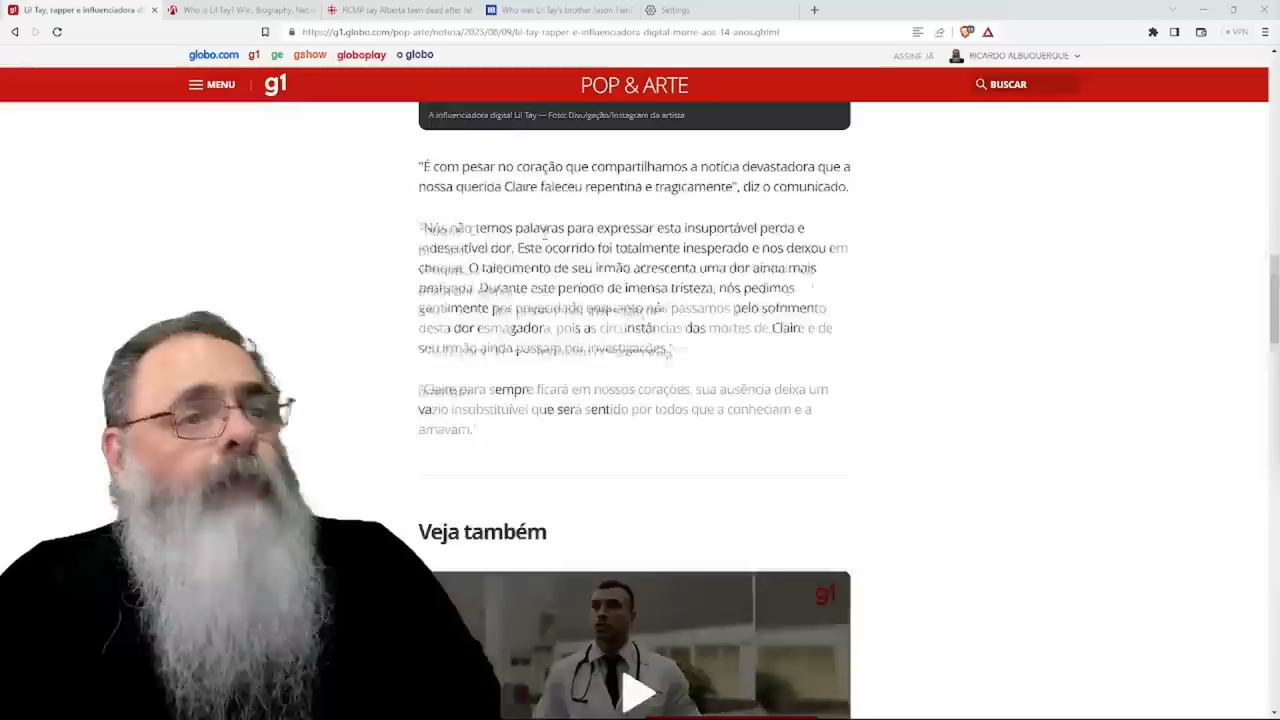 Lil Tay, rapper e influenciadora d
Who is Lil Tay? Wiki, Biography, Net
RCMP say Alberta teen dead after Jef
Who was Lil Tay's brother Jason Tian
Settings
https://g1.globo.com/pop-arte/noticia/2023/08/09/lil-tay-rapper-e-influenciadora-digital-morre-aos-14-anos.ghtml
VPN
globo.com g1 ge gshow globoplay o globo
ASSINE JÁ
RICARDO ALBUQUERQUE
MENU
g1
POP & ARTE
BUSCAR
A influenciadora digital Lil Tay — Foto: Divulgação/Instagram da artista
"É com pesar no coração que compartilhamos a notícia devastadora que a
nossa querida Claire faleceu repentina e tragicamente", diz o comunicado.
"Nós não temos palavras para expressar esta insuportável perda e
indescritível dor. Este ocorrido foi totalmente inesperado e nos deixou em
choque. O falecimento de seu irmão acrescenta uma dor ainda mais
profunda. Durante este período de imensa tristeza, nós pedimos
gentilmente por privacidade enquanto nós passamos pelo sofrimento
desta dor esmagadora, pois as circunstâncias das mortes de Claire e de
seu irmão ainda passam por investigações."
"Claire para sempre ficará em nossos corações, sua ausência deixa um
vazio insubstituível que será sentido por todos que a conheciam e a
amavam."
Veja também
g1